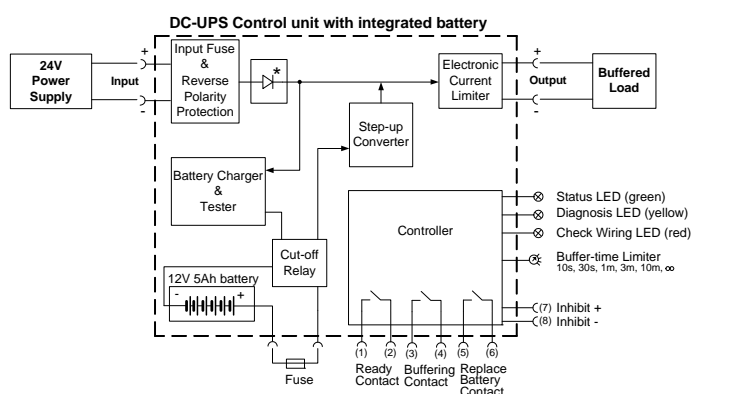 DC-UPS Control unit with integrated battery
24V
Power
Supply
+
Input
-
Input Fuse
&
Reverse
Polarity
Protection
*
Electronic
Current
Limiter
+
Output
-
Buffered
Load
Step-up
Converter
Battery Charger
&
Tester
Controller
Status LED (green)
Diagnosis LED (yellow)
Check Wiring LED (red)
Buffer-time Limiter
10s, 30s, 1m, 3m, 10m, ∞
Cut-off
Relay
12V 5Ah battery
- +
(7) Inhibit +
(8) Inhibit -
(1) (2) (3) (4) (5) (6)
Fuse
Ready
Contact
Buffering
Contact
Replace
Battery
Contact